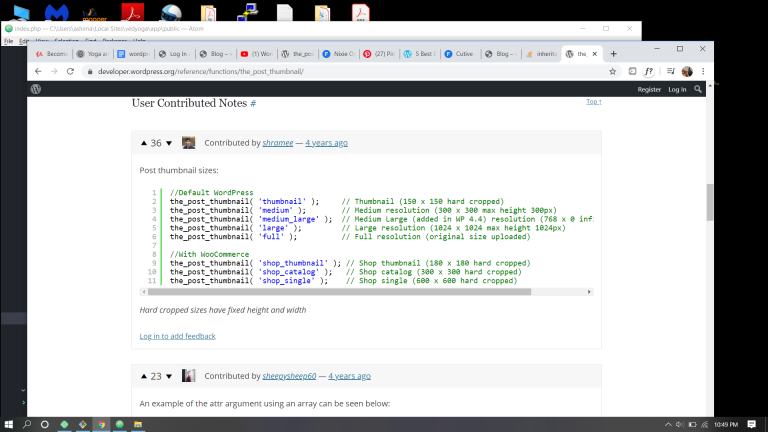 index.php — C:\Users\ashima\Local Sites\vedyoga\app\public — Atom
File Edit View Selection Find Packages Help
Become
Yoga ar
wordp
Log In
Blog –
(1) Wor
the_po
Nixie O
(27) Pi
S Best
Cutive
Blog –
inherit
the_
developer.wordpress.org/reference/functions/the_post_thumbnail/
f?
Register Log In
User Contributed Notes #
Top ↑
36 Contributed by shramee — 4 years ago
Post thumbnail sizes:
1 //Default WordPress
2 the_post_thumbnail( 'thumbnail' ); // Thumbnail (150 x 150 hard cropped)
3 the_post_thumbnail( 'medium' ); // Medium resolution (300 x 300 max height 300px)
4 the_post_thumbnail( 'medium_large' ); // Medium Large (added in WP 4.4) resolution (768 x 0 inf
5 the_post_thumbnail( 'large' ); // Large resolution (1024 x 1024 max height 1024px)
6 the_post_thumbnail( 'full' ); // Full resolution (original size uploaded)
7
8 //With WooCommerce
9 the_post_thumbnail( 'shop_thumbnail' ); // Shop thumbnail (180 x 180 hard cropped)
10 the_post_thumbnail( 'shop_catalog' ); // Shop catalog (300 x 300 hard cropped)
11 the_post_thumbnail( 'shop_single' ); // Shop single (600 x 600 hard cropped)
Hard cropped sizes have fixed height and width
Log in to add feedback
23 Contributed by sheepysheep60 — 4 years ago
An example of the attr argument using an array can be seen below:
10:49 PM